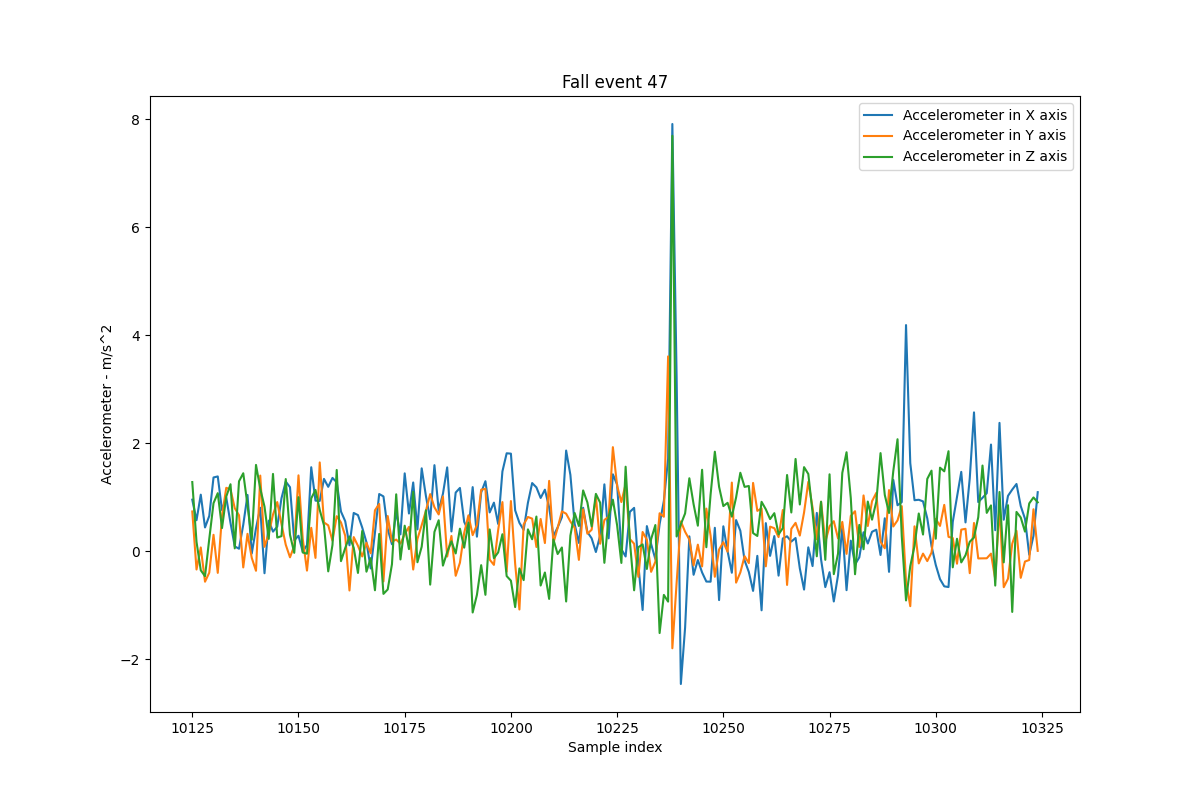 Fall event 47
Accelerometer in X axis
Accelerometer in Y axis
Accelerometer in Z axis
Accelerometer - m/s^2
8
6
4
2
0
−2
10125 10150 10175 10200 10225 10250 10275 10300 10325
Sample index